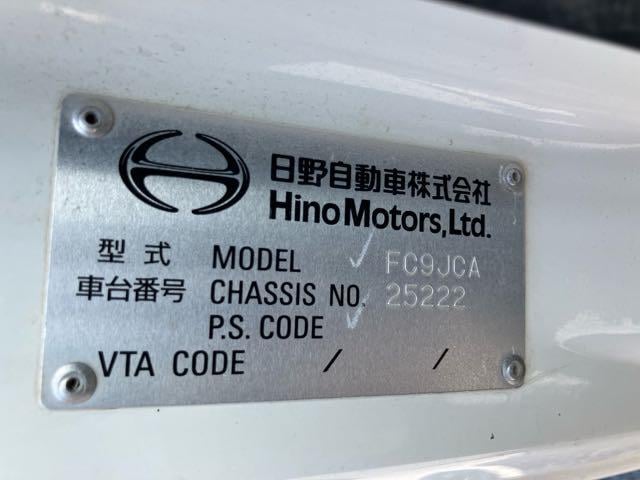 日野自動車株式会社
Hino Motors, Ltd.
型式 MODEL FC9JCA
車台番号 CHASSIS NO. 25222
P.S. CODE
VTA CODE / /